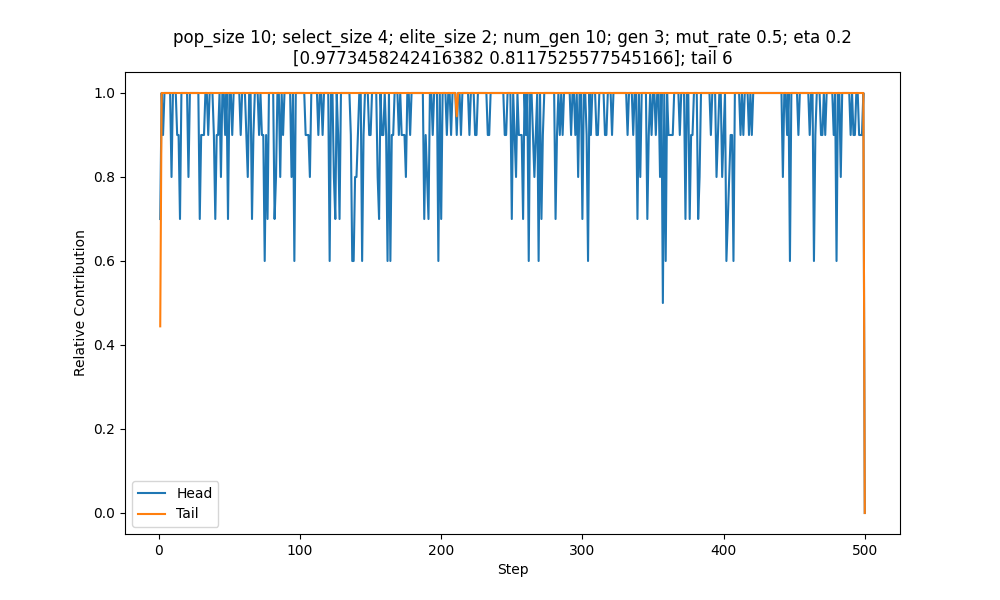 pop_size 10; select_size 4; elite_size 2; num_gen 10; gen 3; mut_rate 0.5; eta 0.2
[0.9773458242416382 0.8117525577545166]; tail 6
1.0
0.8
0.6
0.4
0.2
0.0
Relative Contribution
Head
Tail
0
100
200
300
400
500
Step